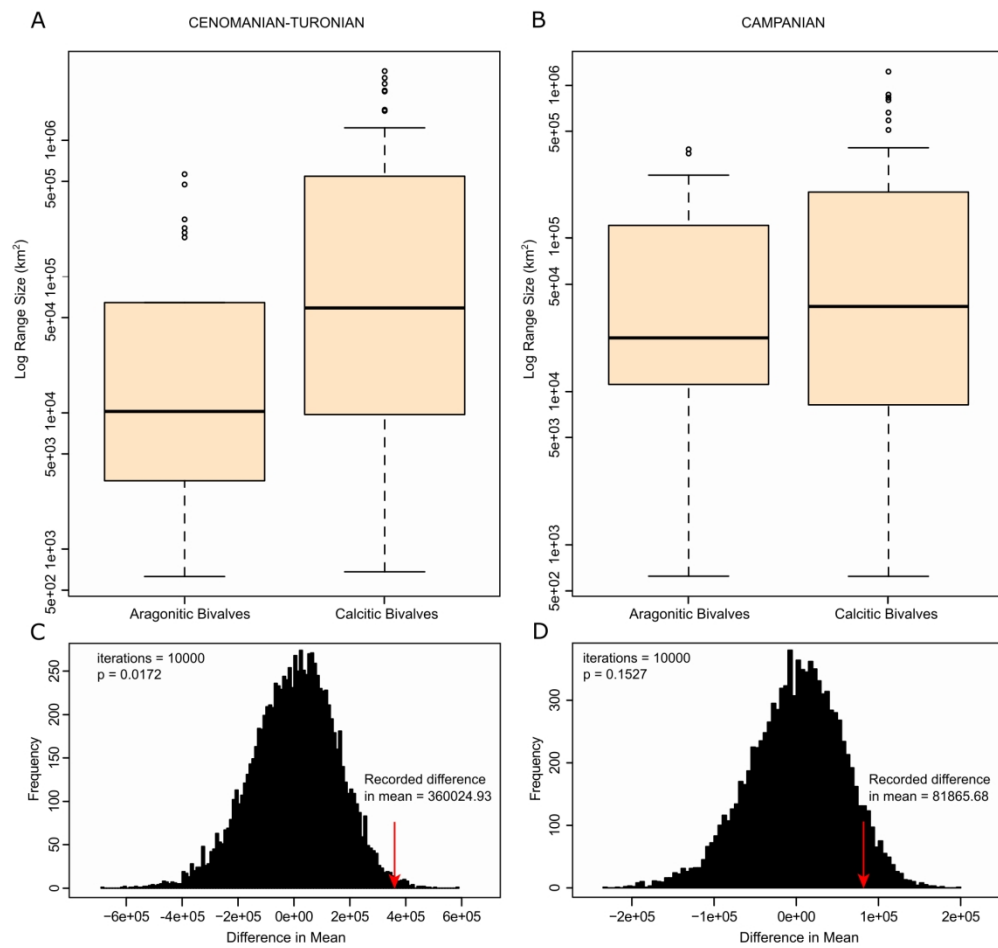 A
CENOMANIAN-TURONIAN
Log Range Size (km²)
1e+06
5e+05
1e+05
5e+04
1e+04
5e+03
1e+03
5e+02
Aragonitic Bivalves
Calcitic Bivalves
B
CAMPANIAN
Log Range Size (km²)
1e+06
5e+05
1e+05
5e+04
1e+04
5e+03
1e+03
5e+02
Aragonitic Bivalves
Calcitic Bivalves
C
iterations = 10000
p = 0.0172
Recorded difference
in mean = 360024.93
Frequency
250
200
150
100
50
0
−6e+05 −4e+05 −2e+05 0e+00 2e+05 4e+05 6e+05
Difference in Mean
D
iterations = 10000
p = 0.1527
Recorded difference
in mean = 81865.68
Frequency
300
200
100
0
−2e+05 −1e+05 0e+00 1e+05 2e+05
Difference in Mean